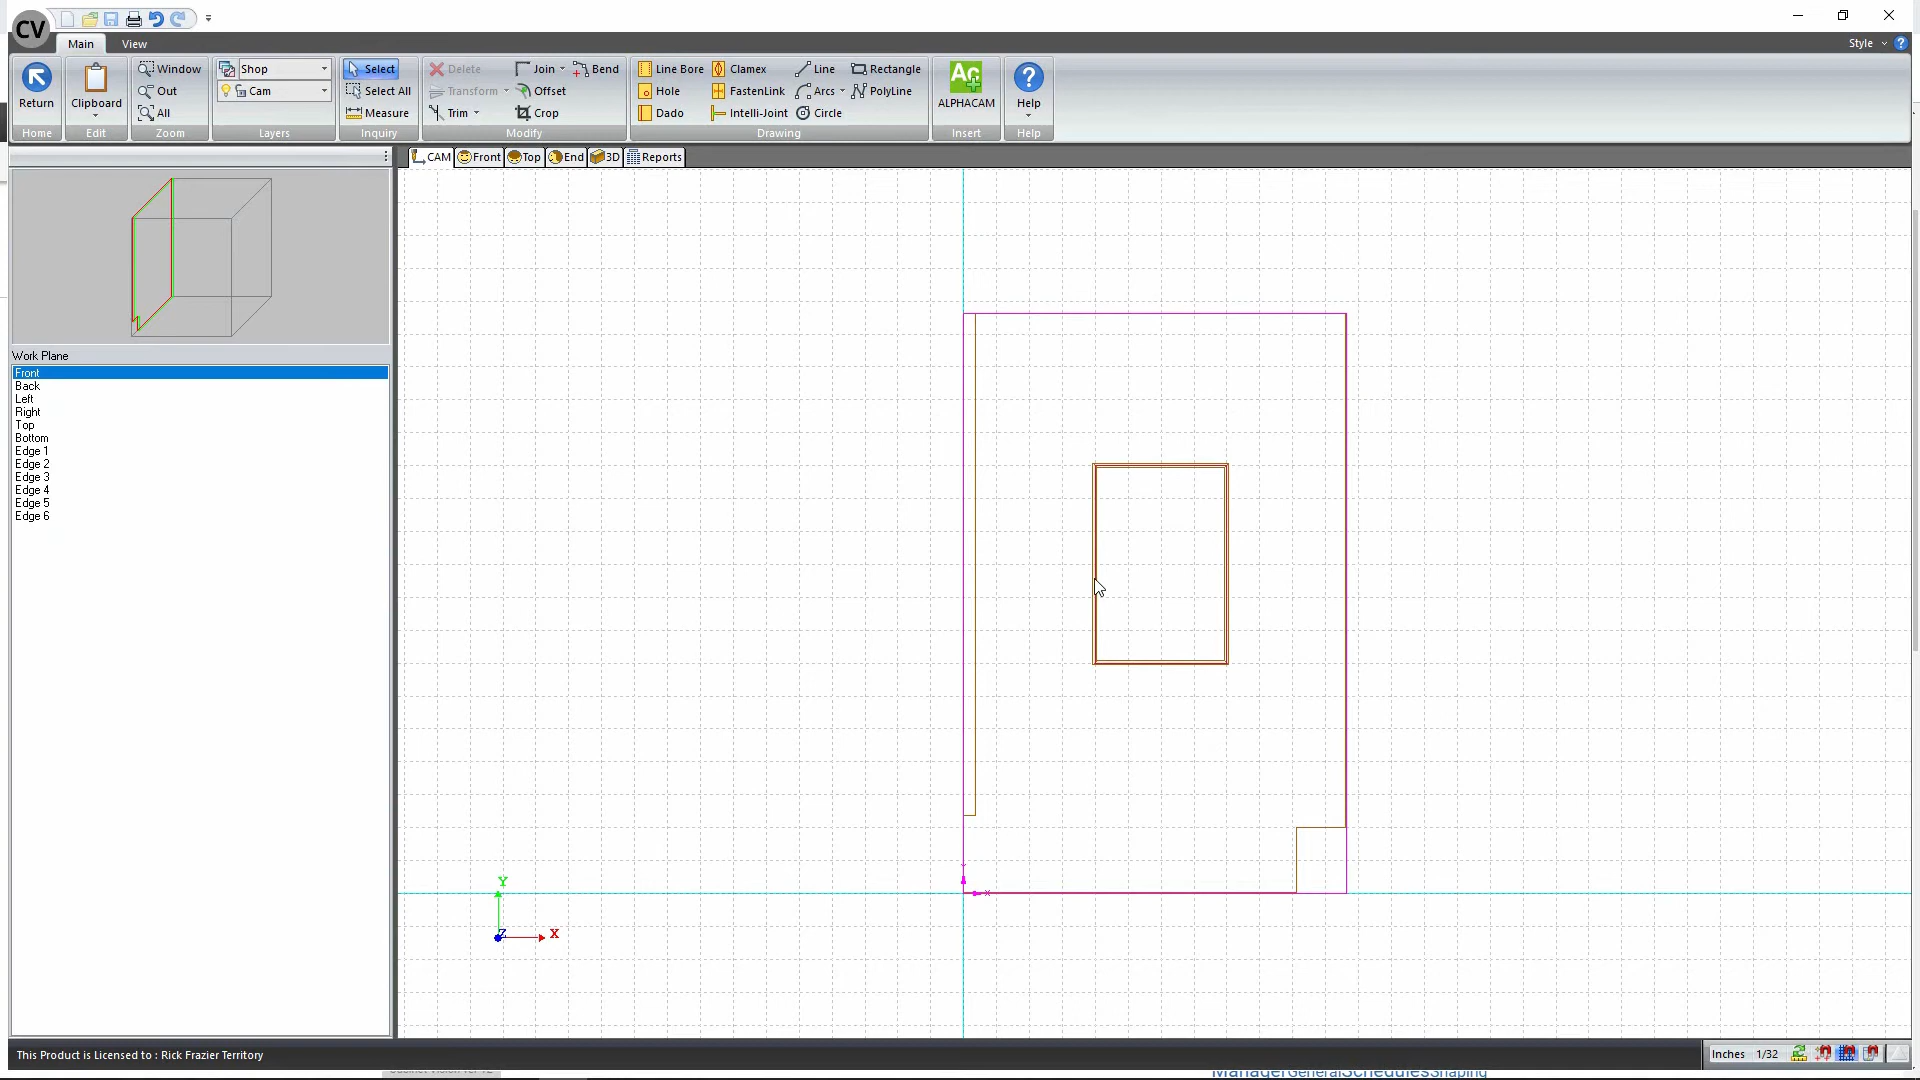 CV
Main View Style
Return
Home
Clipboard
Edit
Window
Out
All
Zoom
Shop
Cam
Layers
Select
Select All
Measure
Inquiry
Delete Join Bend
Transform Offset
Trim Crop
Modify
Line Bore Clamex Line Rectangle
Hole FastenLink Arcs PolyLine
Dado Intelli-Joint Circle
Drawing
ALPHACAM
Insert
Help
Help
CAM Front Top End 3D Reports
Work Plane
Front
Back
Left
Right
Top
Bottom
Edge 1
Edge 2
Edge 3
Edge 4
Edge 5
Edge 6
Y
X
Z
X
This Product is Licensed to : Rick Frazier Territory
Inches 1/32
ManagerGeneralSchedulesShaping